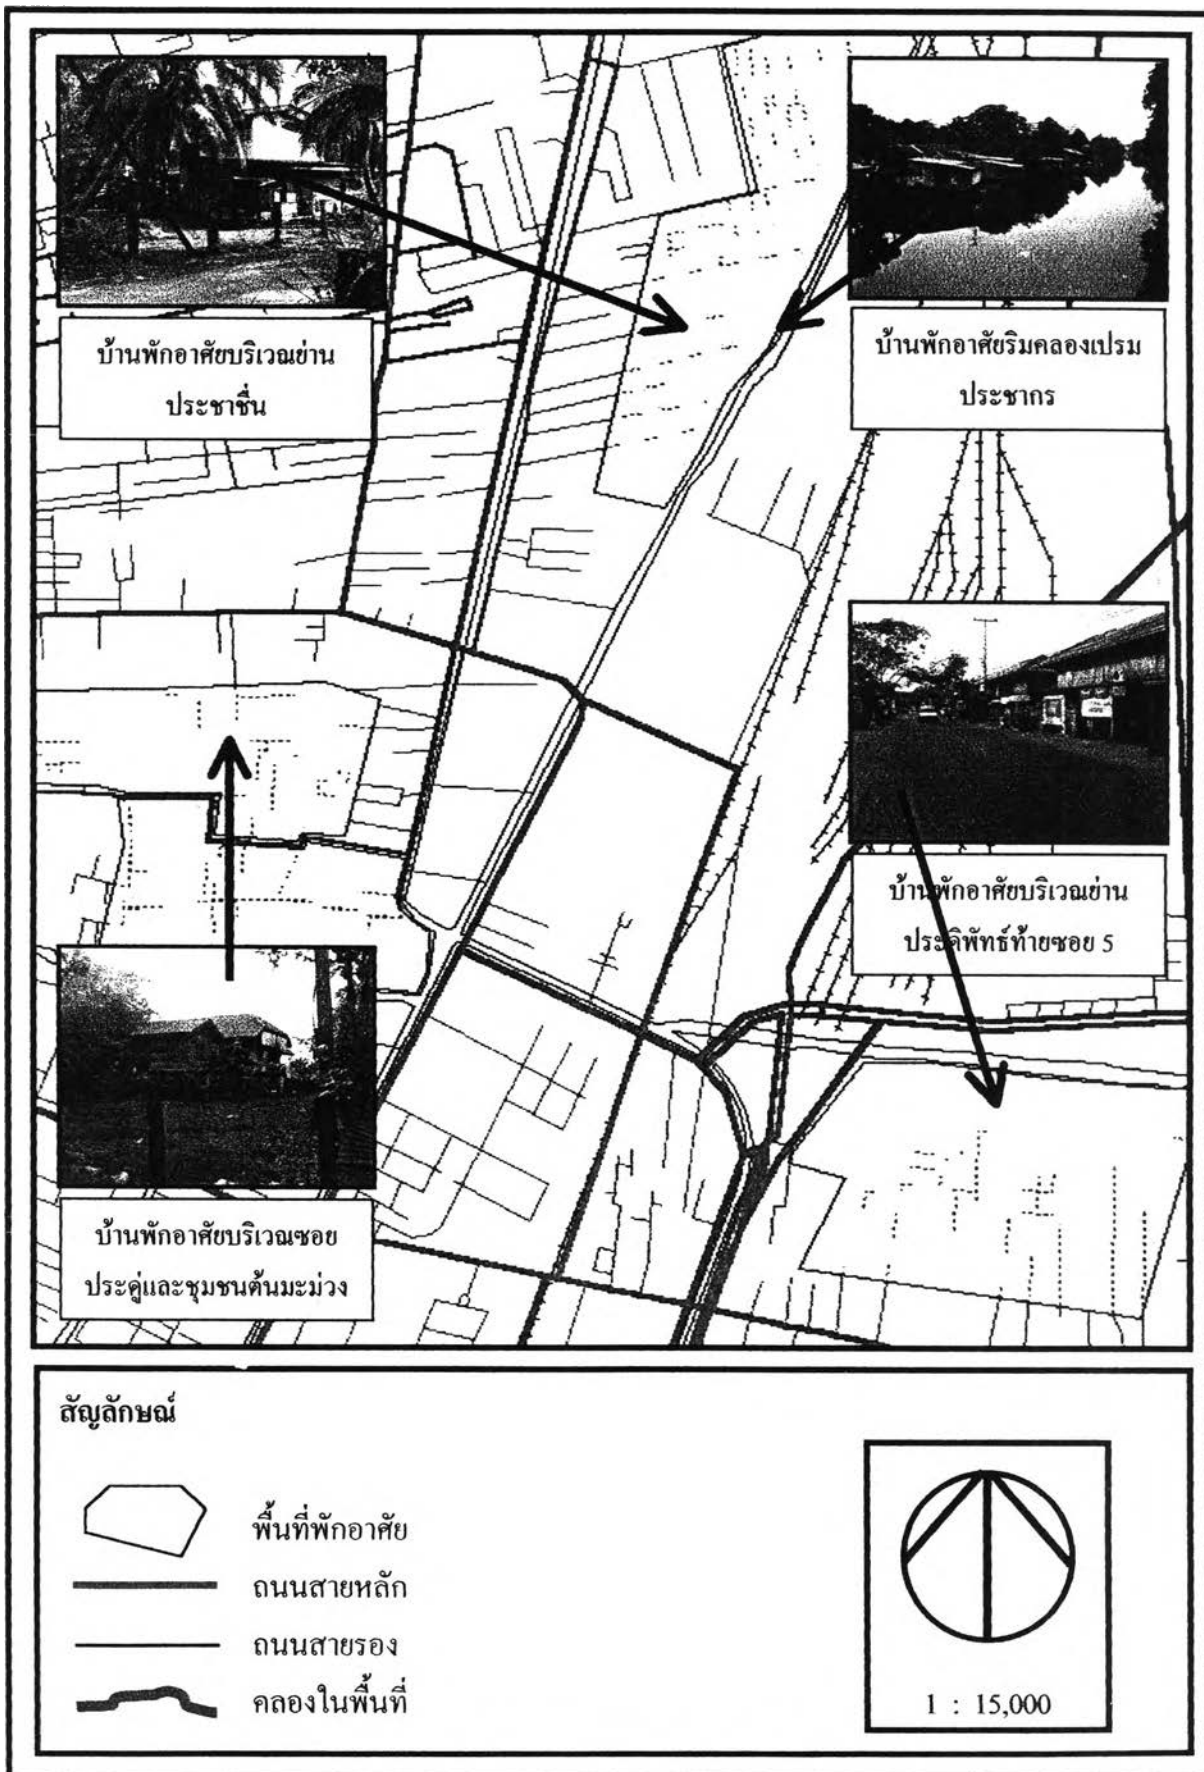 บ้านพักอาศัยบริเวณย่าน
ประชาชื่น
บ้านพักอาศัยริมคลองเปรม
ประชากร
บ้านพักอาศัยบริเวณย่าน
ประดิพัทธ์ท้ายซอย 5
บ้านพักอาศัยบริเวณซอย
ประดู่และชุมชนต้นมะม่วง
สัญลักษณ์
พื้นที่พักอาศัย
ถนนสายหลัก
ถนนสายรอง
คลองในพื้นที่
1 : 15,000